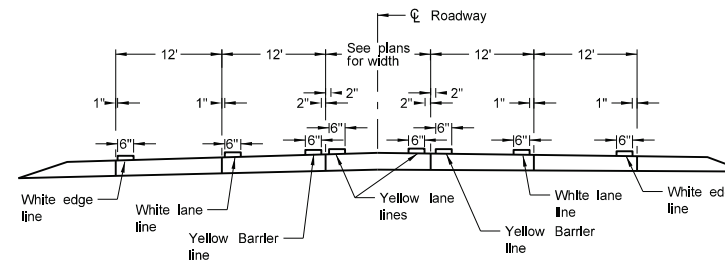 ℄ Roadway
12' 12' See plans 12' 12'
for width
2"
1" 1" 2" 2" 1" 1"
6" 6"
6" 6" 6" 6" 6" 6"
White edge
line
White lane
line
Yellow Barrier
line
Yellow lane
lines
Yellow Barrier
line
White lane
line
White ed
line